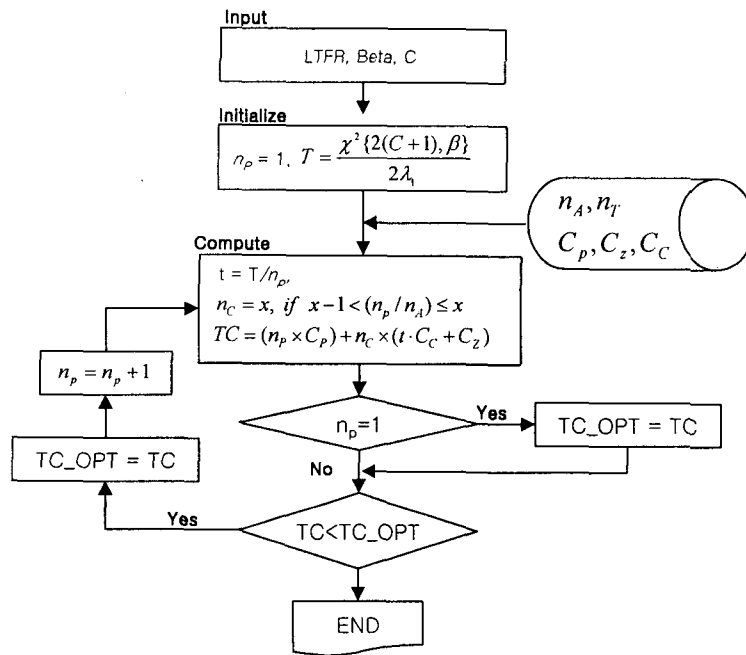 Input
LTFR, Beta, C
Initialize
n_p = 1, T = χ²{2(C+1), β} / 2λ₁
n_A, n_T
C_p, C_z, C_C
Compute
t = T/n_p,
n_C = x, if x−1<(n_p/n_A)≤x
TC = (n_P × C_P) + n_C × (t·C_C + C_Z)
n_p = n_p + 1
n_p=1
Yes
TC_OPT = TC
TC_OPT = TC
No
Yes
TC<TC_OPT
END